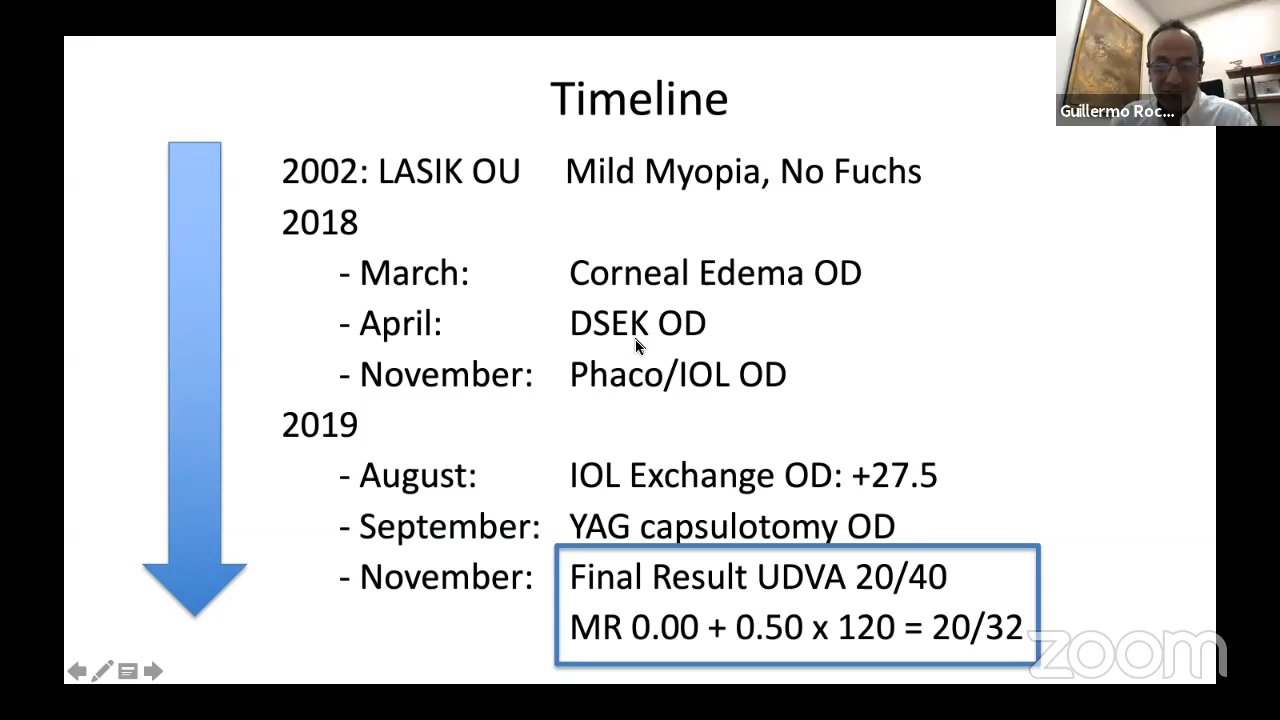 Guillermo Roc...
Timeline
2002: LASIK OU Mild Myopia, No Fuchs
2018
- March: Corneal Edema OD
- April: DSEK OD
- November: Phaco/IOL OD
2019
- August: IOL Exchange OD: +27.5
- September: YAG capsulotomy OD
- November: Final Result UDVA 20/40
MR 0.00 + 0.50 x 120 = 20/32
zoom